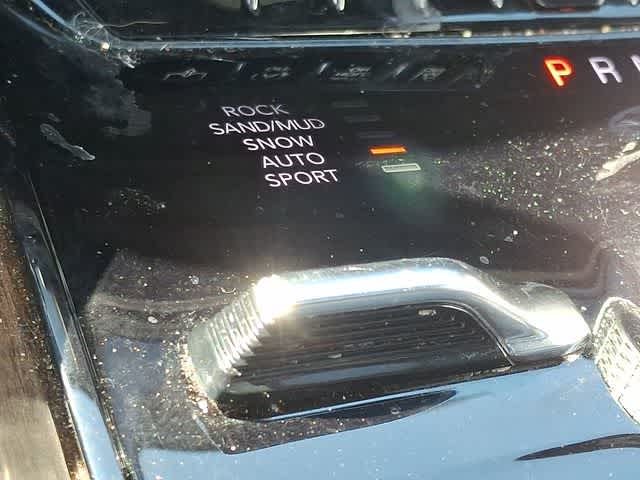 ROCK
SAND/MUD
SNOW
AUTO
SPORT
P R N